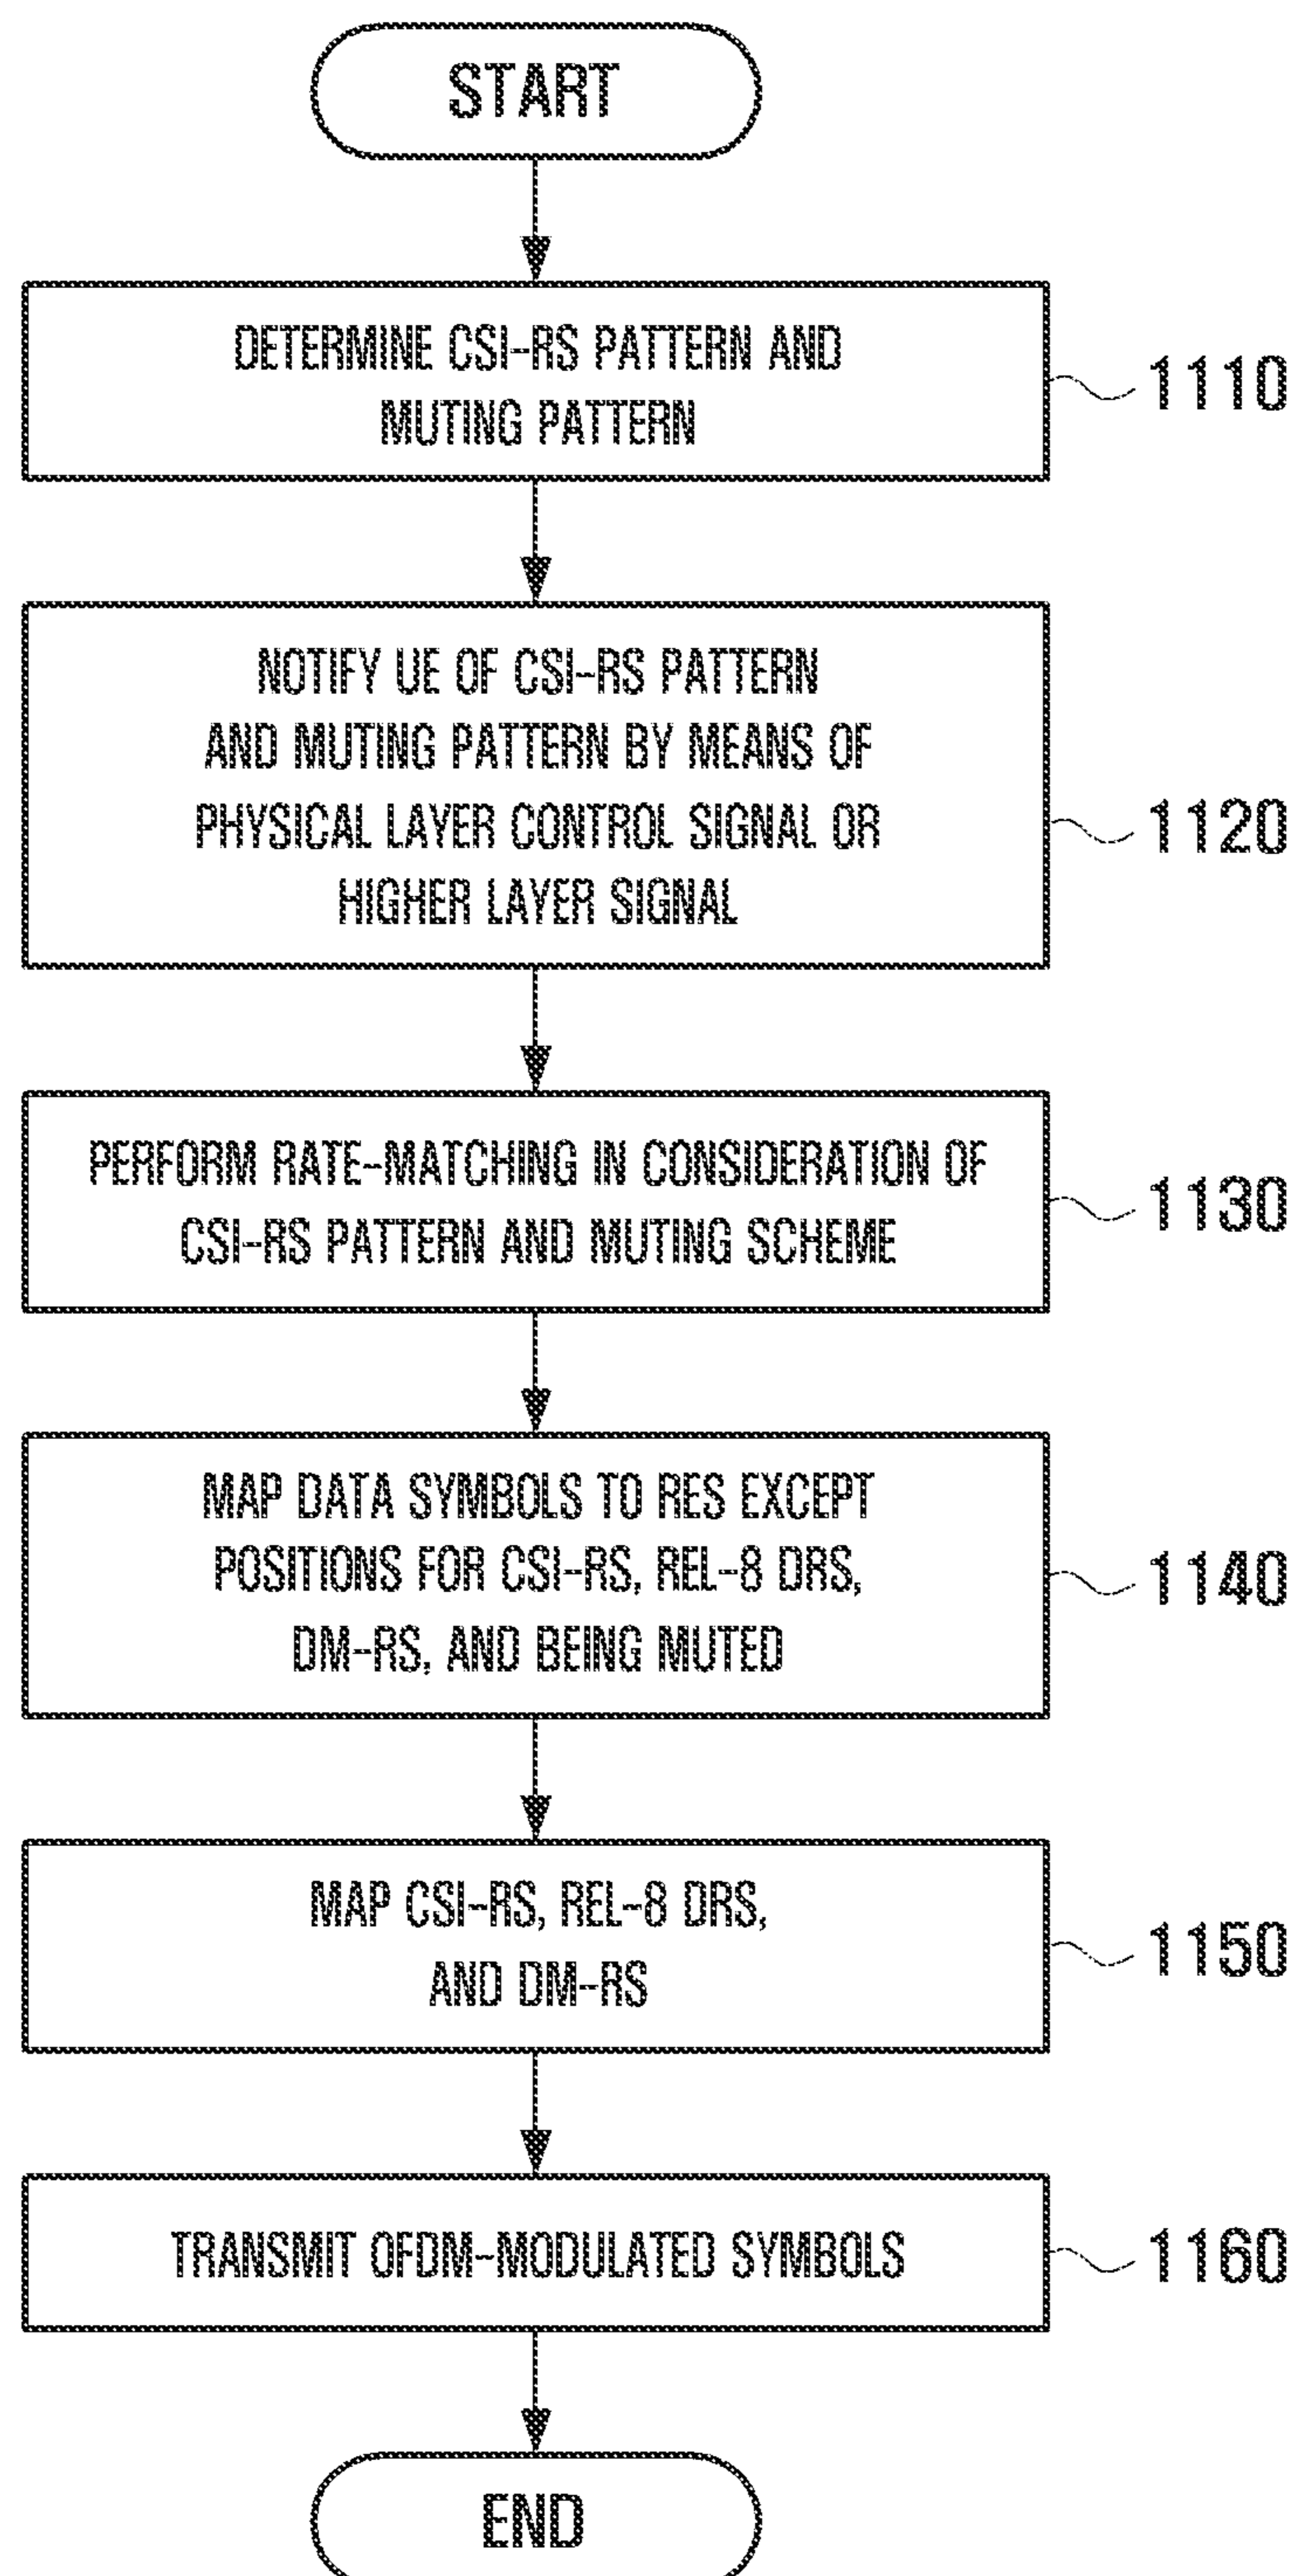 START
DETERMINE CSI-RS PATTERN AND
MUTING PATTERN
1110
NOTIFY UE OF CSI-RS PATTERN
AND MUTING PATTERN BY MEANS OF
PHYSICAL LAYER CONTROL SIGNAL OR
HIGHER LAYER SIGNAL
1120
PERFORM RATE-MATCHING IN CONSIDERATION OF
CSI-RS PATTERN AND MUTING SCHEME
1130
MAP DATA SYMBOLS TO RES EXCEPT
POSITIONS FOR CSI-RS, REL-8 DRS,
DM-RS, AND BEING MUTED
1140
MAP CSI-RS, REL-8 DRS,
AND DM-RS
1150
TRANSMIT OFDM-MODULATED SYMBOLS
1160
END